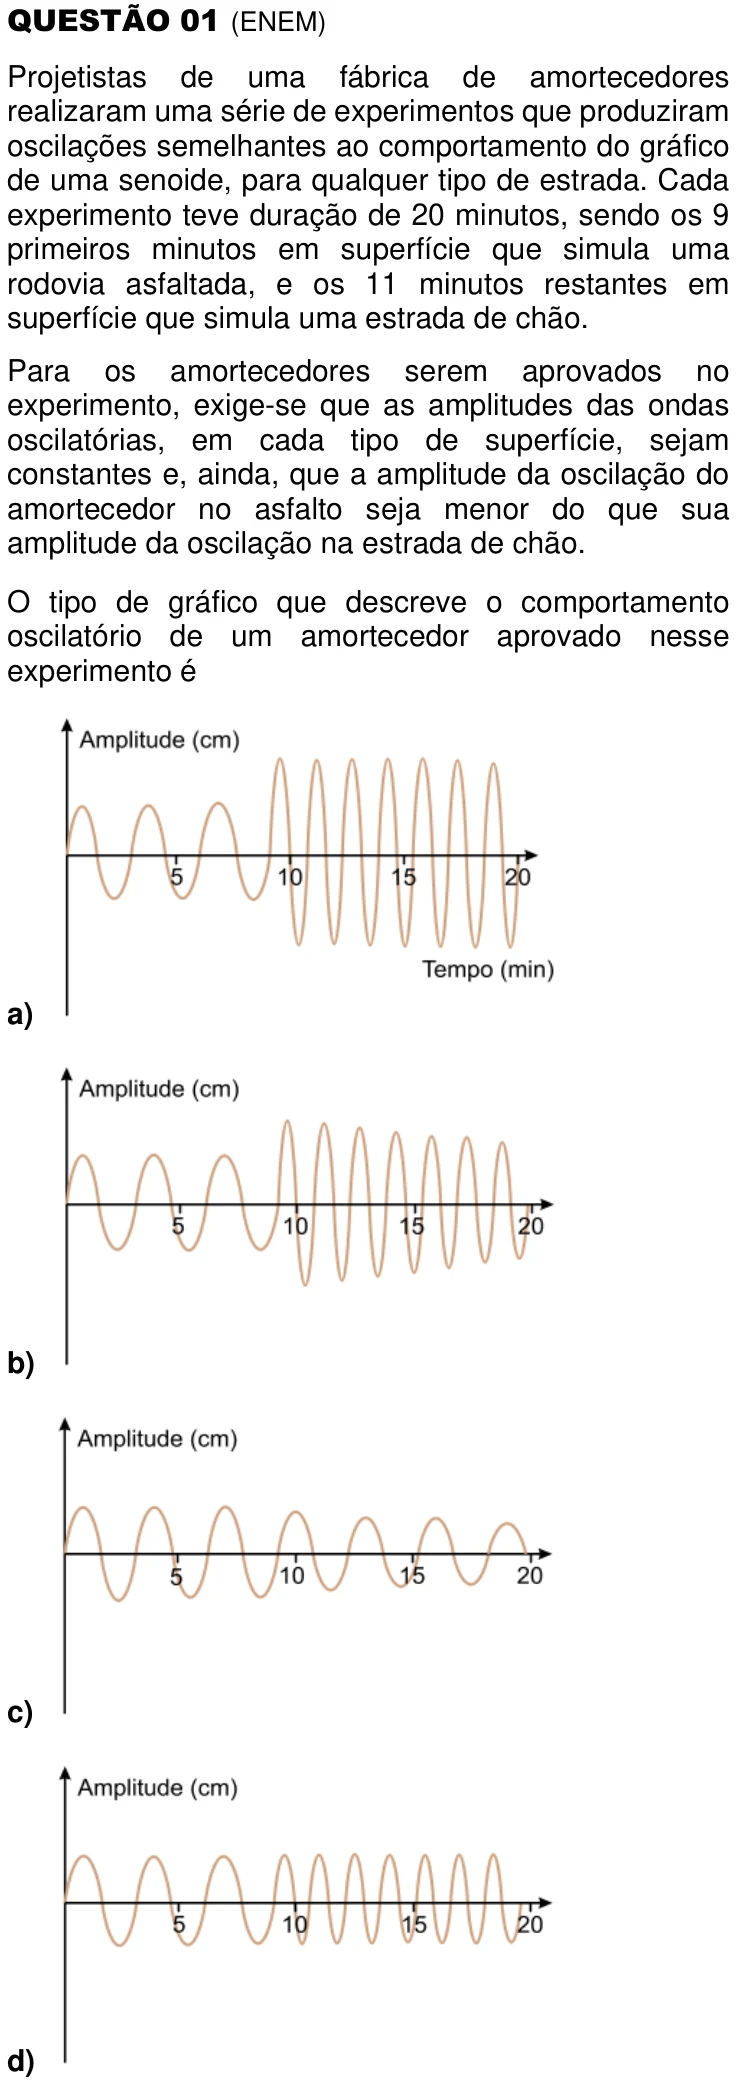 QUESTÃO 01 (ENEM)
Projetistas de uma fábrica de amortecedores
realizaram uma série de experimentos que produziram
oscilações semelhantes ao comportamento do gráfico
de uma senoide, para qualquer tipo de estrada. Cada
experimento teve duração de 20 minutos, sendo os 9
primeiros minutos em superfície que simula uma
rodovia asfaltada, e os 11 minutos restantes em
superfície que simula uma estrada de chão.
Para os amortecedores serem aprovados no
experimento, exige-se que as amplitudes das ondas
oscilatórias, em cada tipo de superfície, sejam
constantes e, ainda, que a amplitude da oscilação do
amortecedor no asfalto seja menor do que sua
amplitude da oscilação na estrada de chão.
O tipo de gráfico que descreve o comportamento
oscilatório de um amortecedor aprovado nesse
experimento é
Amplitude (cm)
5 10 15 20
Tempo (min)
a)
Amplitude (cm)
5 10 15 20
b)
Amplitude (cm)
5 10 15 20
c)
Amplitude (cm)
5 10 15 20
d)